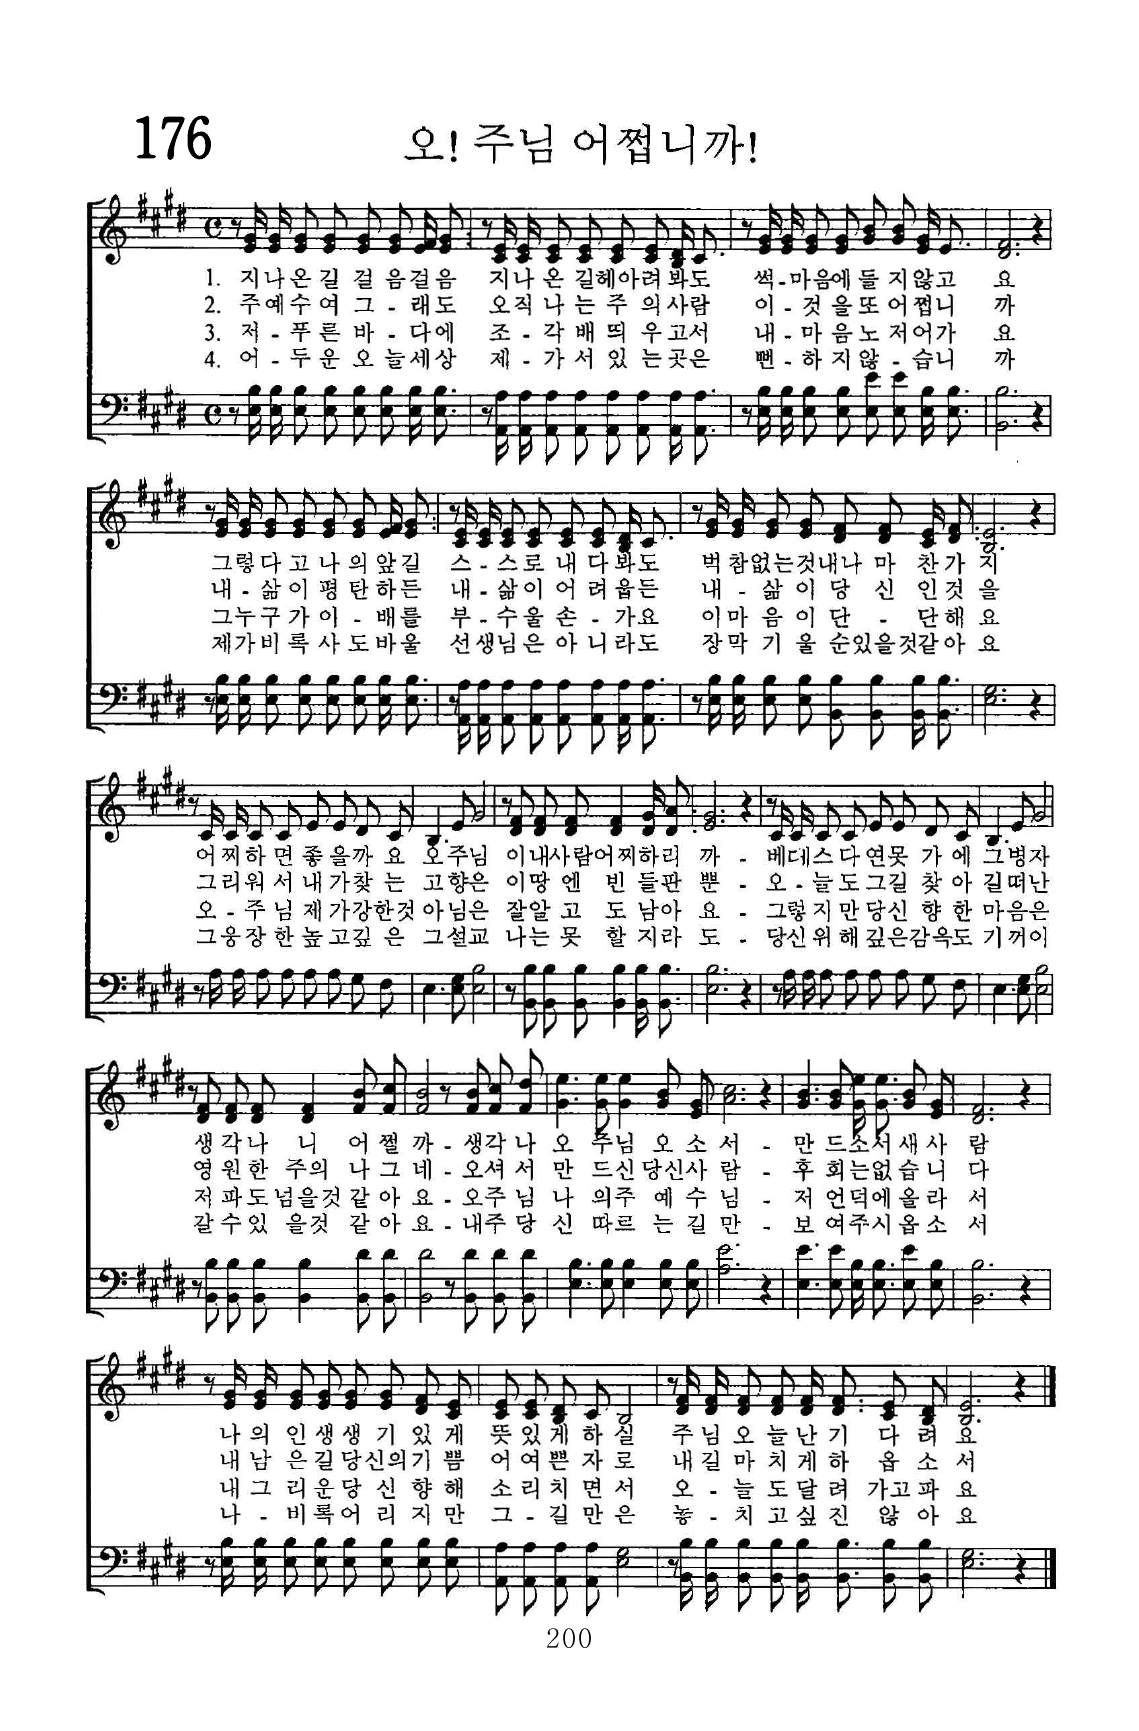 176
오! 주님 어쩝니까!
1. 지나온길 걸 음걸음 지나 온 길헤아려 봐도 썩-마음에 들 지않고 요
2. 주예수여 그 - 래도 오직 나 는 주 의사람 이 - 것 을또 어쩝니 까
3. 저 - 푸른 바 - 다에 조 - 각 배 띄 우고서 내 - 마 음노 저어가 요
4. 어 - 두운 오 늘세상 제 - 가 서 있 는곳은 뻔 - 하 지않 - 습니 까
그렇 다 고 나 의 앞길 스 - 스로 내 다 봐도 벅 참없는것내나 마 찬 가 지
내 - 삶 이 평 탄 하든 내 - 삶이 어 려 웁든 내 - 삶 이 당 신 인 것 을
그누 구 가 이 - 배를 부 - 수울 손 - 가요 이마 음 이 단 - 단 해 요
제가 비 록 사 도 바울 선생님은 아 니 라도 장막 기 울 순있을것같 아 요
어 찌 하 면 좋 을까 요 오주님 이내사람어찌하리 까 - 베데스 다 연못 가 에 그병자
그 리 워 서 내 가찾 는 고향은 이땅 엔 빈 들판 뿐 - 오 - 늘 도 그길 찾 아 길떠난
오 - 주 님 제 가강한것 아님은 잘알 고 도 남아 요 - 그렇지 만 당신 향 한 마음은
그 웅 장 한 높 고깊 은 그설교 나는 못 할 지라 도 - 당신위 해 깊은감옥도 기꺼이
생 각 나 니 어 쩔 까 - 생각 나 오 주님 오 소 서 - 만 드소서새 사 람
영 원 한 주의 나 그 네 - 오셔 서 만 드신당신사 람 - 후 회는없 습 니 다
저 파 도넘을것 같 아 요 - 오주 님 나 의주 예 수 님 - 저 언덕에 올 라 서
갈 수있 을것 같 아 요 - 내주 당 신 따르 는 길 만 - 보 여주시 옵 소 서
나 의 인 생생 기 있 게 뜻 있 게 하 실 주 님 오 늘난 기 다 려 요
내 남 은길당신의기 쁨 어 여 쁜 자 로 내 길 마 치게 하 옵 소 서
내 그 리 운 당 신 향 해 소 리 치 면 서 오 - 늘 도달 려 가고 파 요
나 - 비 록 어 리 지 만 그 - 길 만 은 놓 - 치 고싶 진 않 아 요
200